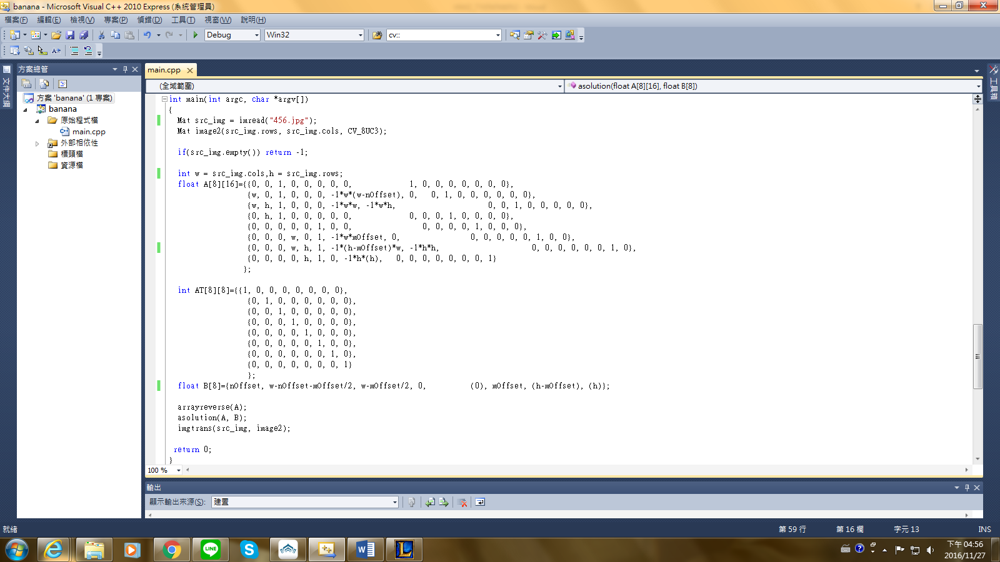 banana - Microsoft Visual C++ 2010 Express (系統管理員)
檔案(F) 編輯(E) 檢視(V) 專案(P) 偵錯(D) 工具(T) 視窗(W) 說明(H)
Debug Win32 cv::
方案總管
main.cpp
文件大綱
工具箱
(全域範圍) asolution(float A[8][16], float B[8])
方案 'banana' (1 專案)
banana
原始程式檔
main.cpp
外部相依性
標頭檔
資源檔
int main(int argc, char *argv[])
{
Mat src_img = imread("456.jpg");
Mat image2(src_img.rows, src_img.cols, CV_8UC3);
if(src_img.empty()) return -1;
int w = src_img.cols,h = src_img.rows;
float A[8][16]={{0, 0, 1, 0, 0, 0, 0, 0, 1, 0, 0, 0, 0, 0, 0, 0},
{w, 0, 1, 0, 0, 0, -1*w*(w-nOffset), 0, 0, 1, 0, 0, 0, 0, 0, 0},
{w, h, 1, 0, 0, 0, -1*w*w, -1*w*h, 0, 0, 1, 0, 0, 0, 0, 0},
{0, h, 1, 0, 0, 0, 0, 0, 0, 0, 0, 1, 0, 0, 0, 0},
{0, 0, 0, 0, 0, 1, 0, 0, 0, 0, 0, 0, 1, 0, 0, 0},
{0, 0, 0, w, 0, 1, -1*w*mOffset, 0, 0, 0, 0, 0, 0, 1, 0, 0},
{0, 0, 0, w, h, 1, -1*(h-mOffset)*w, -1*h*h, 0, 0, 0, 0, 0, 0, 1, 0},
{0, 0, 0, 0, h, 1, 0, -1*h*(h), 0, 0, 0, 0, 0, 0, 0, 1}
};
int AT[8][8]={{1, 0, 0, 0, 0, 0, 0, 0},
{0, 1, 0, 0, 0, 0, 0, 0},
{0, 0, 1, 0, 0, 0, 0, 0},
{0, 0, 0, 1, 0, 0, 0, 0},
{0, 0, 0, 0, 1, 0, 0, 0},
{0, 0, 0, 0, 0, 1, 0, 0},
{0, 0, 0, 0, 0, 0, 1, 0},
{0, 0, 0, 0, 0, 0, 0, 1}
};
float B[8]={nOffset, w-nOffset-mOffset/2, w-mOffset/2, 0, (0), mOffset, (h-mOffset), (h)};
arrayreverse(A);
asolution(A, B);
imgtrans(src_img, image2);
return 0;
}
100 %
輸出
顯示輸出來源(S): 建置
就緒 第 59 行 第 16 欄 字元 13 INS
下午 04:56
2016/11/27